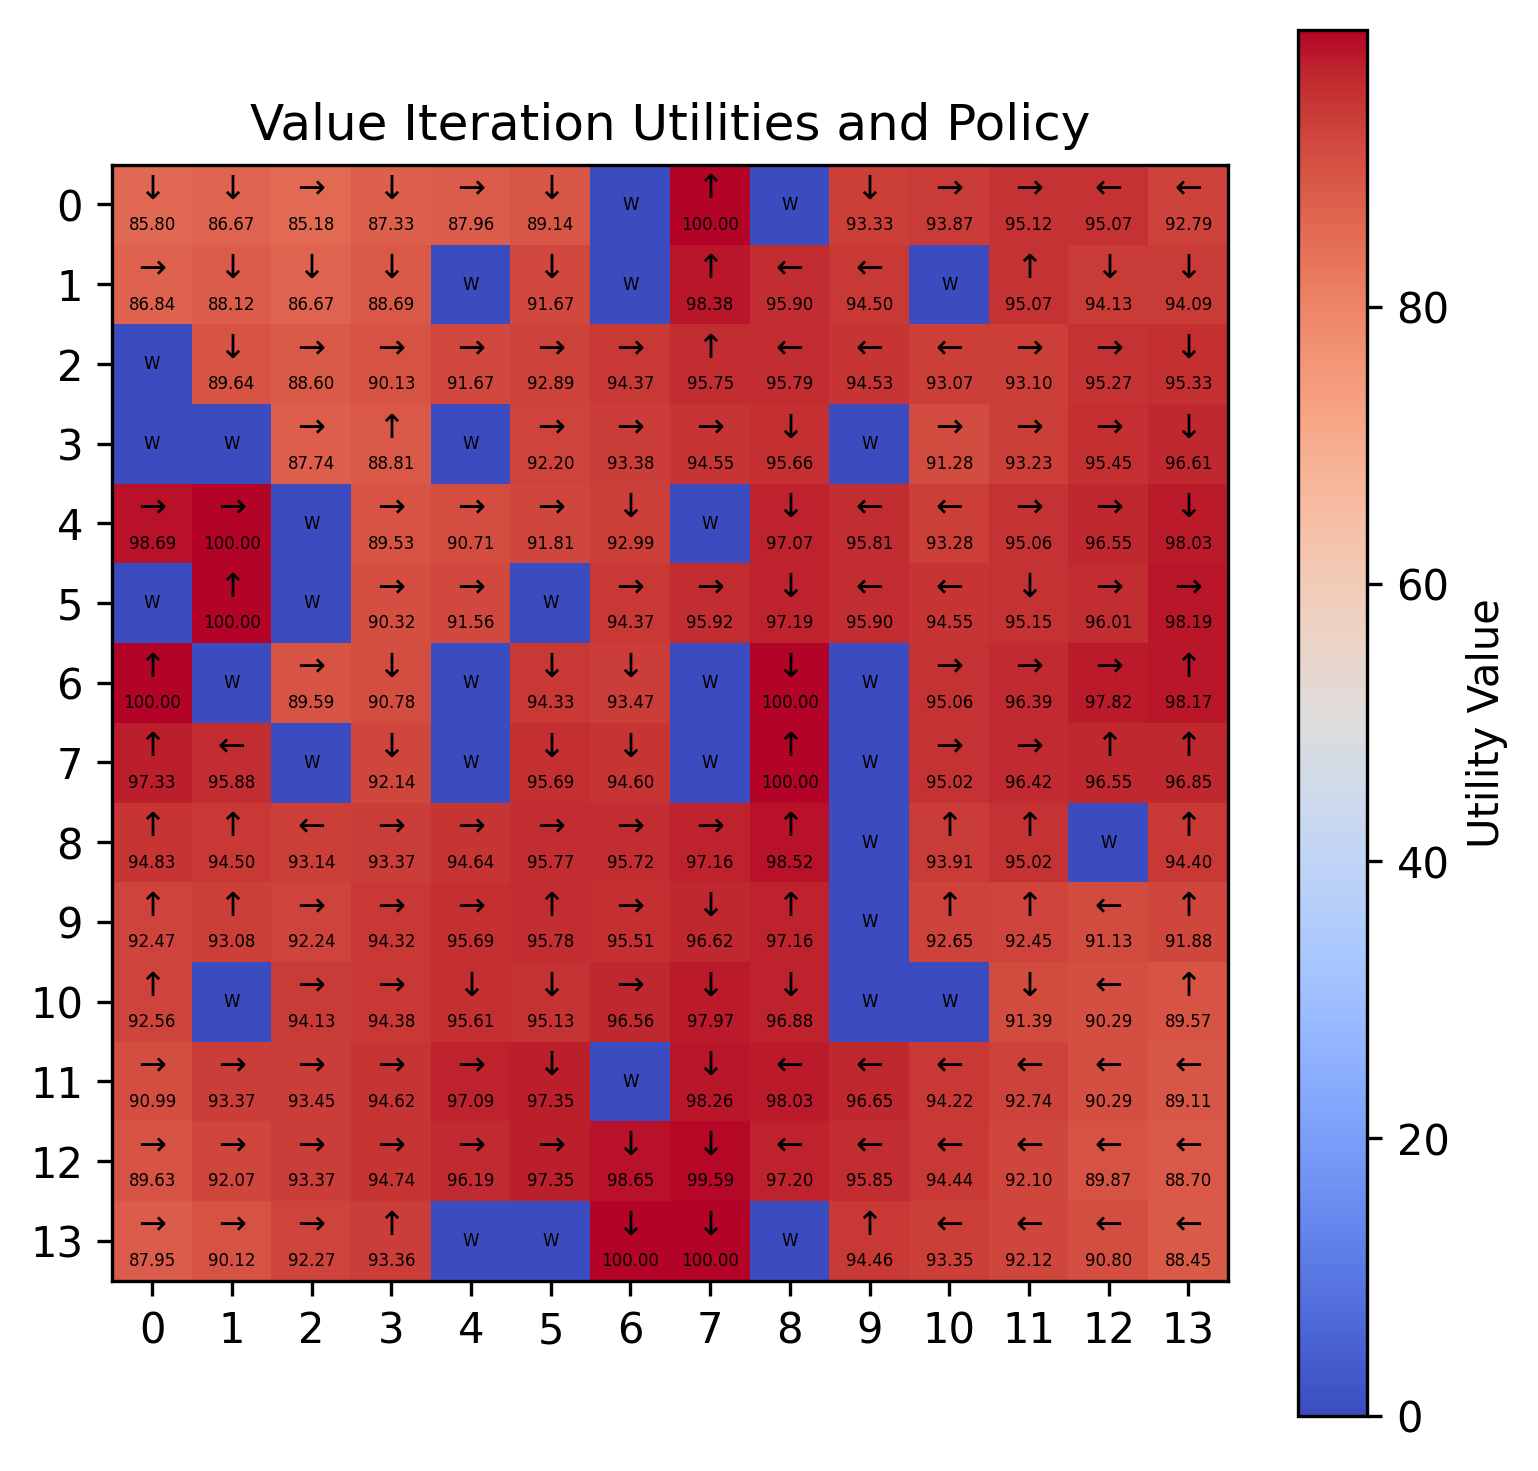 Value Iteration Utilities and Policy
0 ↓ ↓ → ↓ → ↓ W ↑ W ↓ → → ← ←
85.80 86.67 85.18 87.33 87.96 89.14 100.00 93.33 93.87 95.12 95.07 92.79
1 → ↓ ↓ ↓ W ↓ W ↑ ← ← W ↑ ↓ ↓
86.84 88.12 86.67 88.69 91.67 98.38 95.90 94.50 95.07 94.13 94.09
2 W ↓ → → → → → ↑ ← ← ← → → ↓
89.64 88.60 90.13 91.67 92.89 94.37 95.75 95.79 94.53 93.07 93.10 95.27 95.33
3 W W → ↑ W → → → ↓ W → → → ↓
87.74 88.81 92.20 93.38 94.55 95.66 91.28 93.23 95.45 96.61
4 → → W → → → ↓ W ↓ ← ← → → ↓
98.69 100.00 89.53 90.71 91.81 92.99 97.07 95.81 93.28 95.06 96.55 98.03
5 W ↑ W → → W → → ↓ ← ← ↓ → →
100.00 90.32 91.56 94.37 95.92 97.19 95.90 94.55 95.15 96.01 98.19
6 ↑ W → ↓ W ↓ ↓ W ↓ W → → → ↑
100.00 89.59 90.78 94.33 93.47 100.00 95.06 96.39 97.82 98.17
7 ↑ ← W ↓ W ↓ ↓ W ↑ W → → ↑ ↑
97.33 95.88 92.14 95.69 94.60 100.00 95.02 96.42 96.55 96.85
8 ↑ ↑ ← → → → → → ↑ W ↑ ↑ W ↑
94.83 94.50 93.14 93.37 94.64 95.77 95.72 97.16 98.52 93.91 95.02 94.40
9 ↑ ↑ → → → ↑ → ↓ ↑ W ↑ ↑ ← ↑
92.47 93.08 92.24 94.32 95.69 95.78 95.51 96.62 97.16 92.65 92.45 91.13 91.88
10 ↑ W → → ↓ ↓ → ↓ ↓ W W ↓ ← ↑
92.56 94.13 94.38 95.61 95.13 96.56 97.97 96.88 91.39 90.29 89.57
11 → → → → → ↓ W ↓ ← ← ← ← ← ←
90.99 93.37 93.45 94.62 97.09 97.35 98.26 98.03 96.65 94.22 92.74 90.29 89.11
12 → → → → → → ↓ ↓ ← ← ← ← ← ←
89.63 92.07 93.37 94.74 96.19 97.35 98.65 99.59 97.20 95.85 94.44 92.10 89.87 88.70
13 → → → ↑ W W ↓ ↓ W ↑ ← ← ← ←
87.95 90.12 92.27 93.36 100.00 100.00 94.46 93.35 92.12 90.80 88.45
0 1 2 3 4 5 6 7 8 9 10 11 12 13
80
60
40
20
0
Utility Value